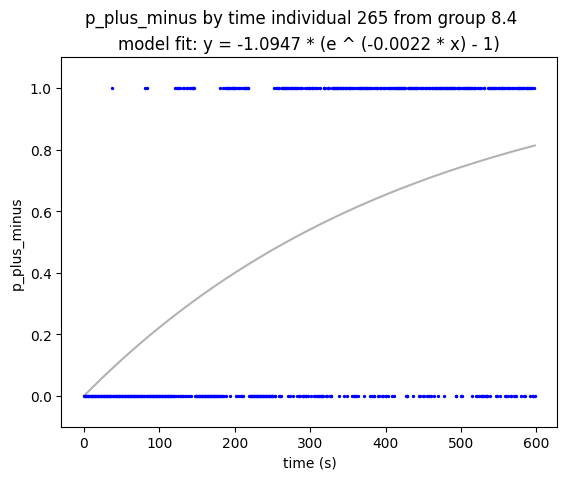 p_plus_minus by time individual 265 from group 8.4
model fit: y = -1.0947 * (e ^ (-0.0022 * x) - 1)
1.0
0.8
0.6
0.4
0.2
0.0
p_plus_minus
0 100 200 300 400 500 600
time (s)